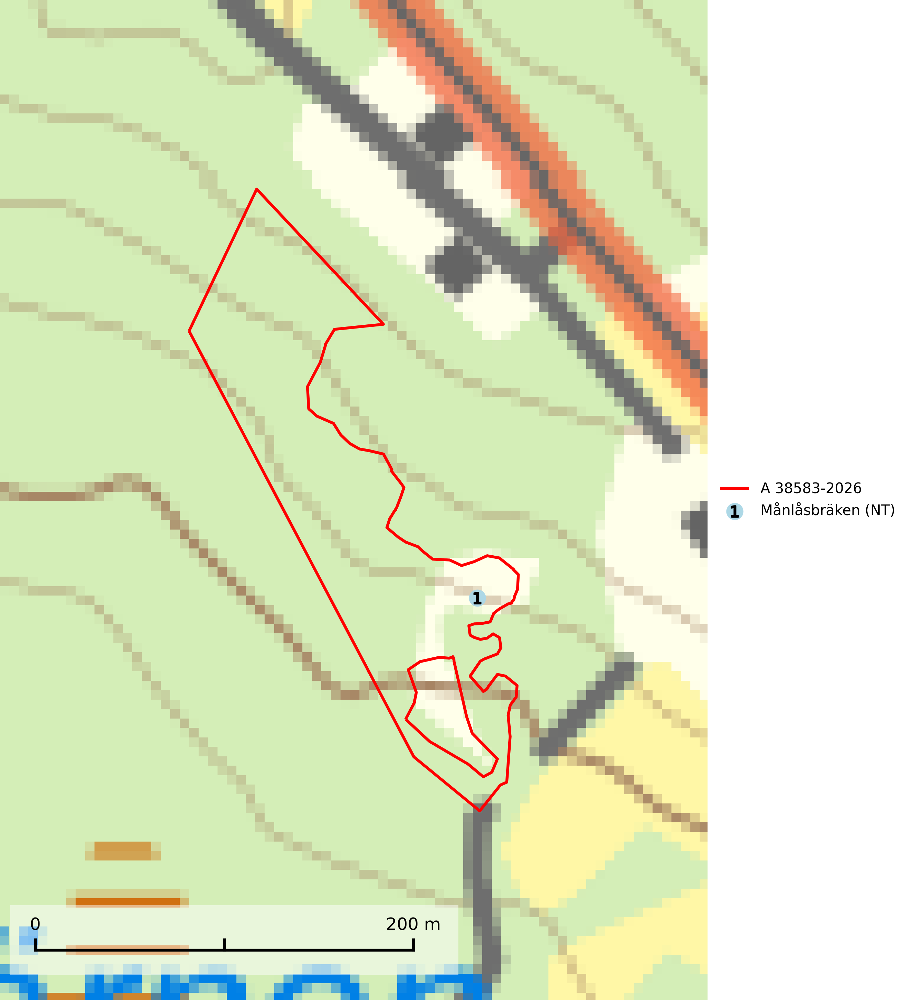 A 38583-2026
1 Månlåsbräken (NT)
1
0 200 m